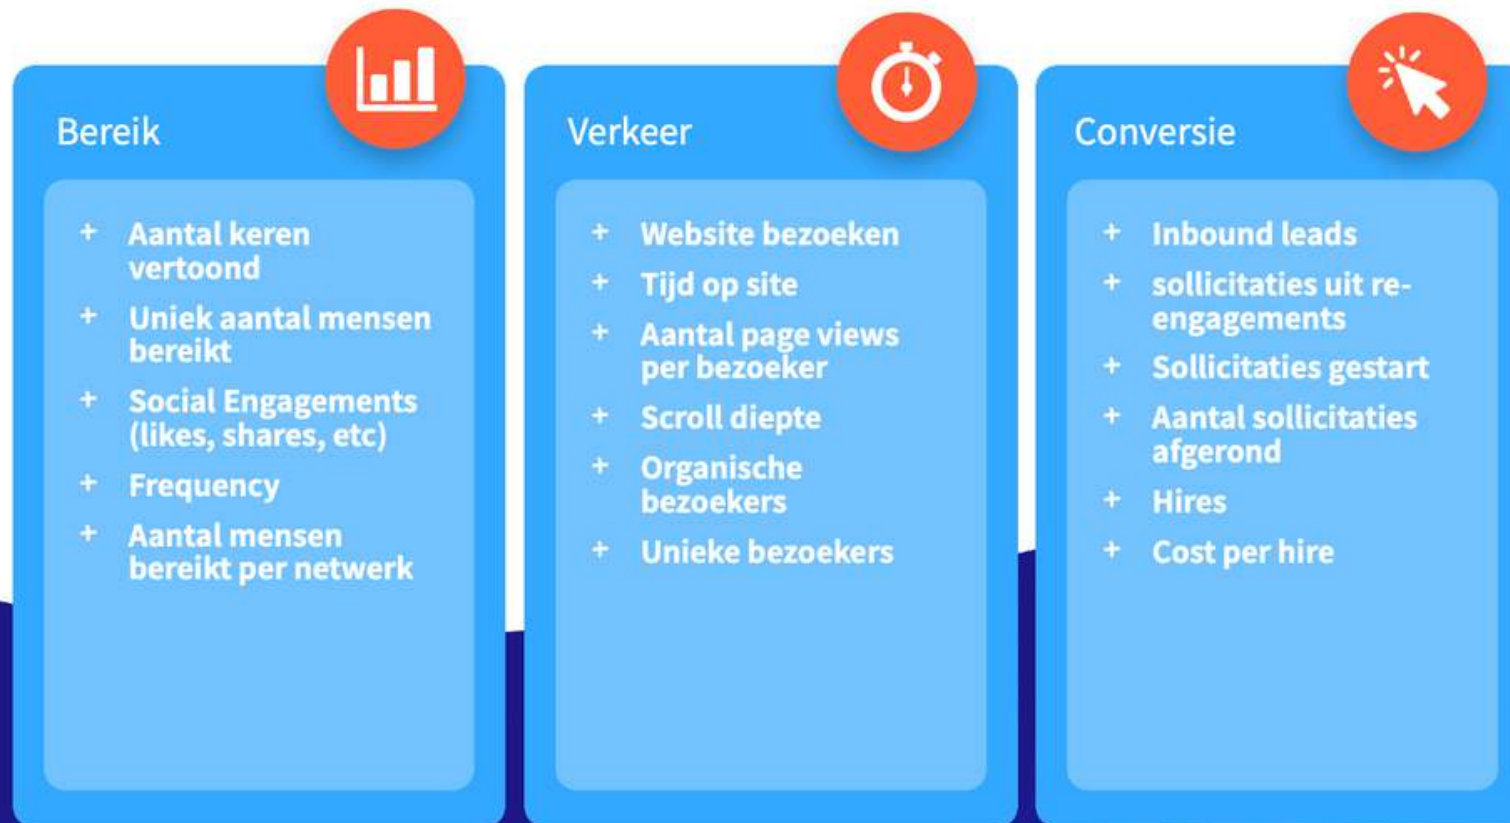 Bereik
+ Aantal keren
vertoond
+ Uniek aantal mensen
bereikt
+ Social Engagements
(likes, shares, etc)
+ Frequency
+ Aantal mensen
bereikt per netwerk
Verkeer
+ Website bezoeken
+ Tijd op site
+ Aantal page views
per bezoeker
+ Scroll diepte
+ Organische
bezoekers
+ Unieke bezoekers
Conversie
+ Inbound leads
+ sollicitaties uit re-
engagements
+ Sollicitaties gestart
+ Aantal sollicitaties
afgerond
+ Hires
+ Cost per hire